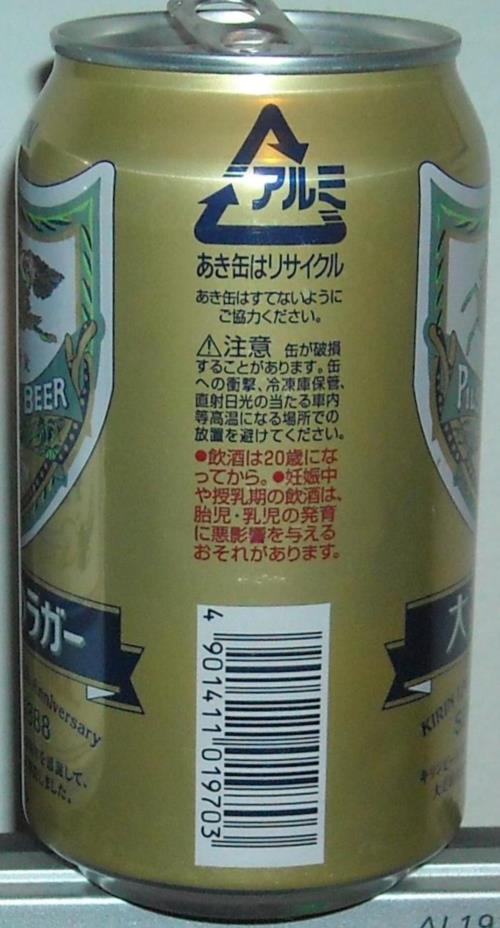 アルミ
あき缶はリサイクル
あき缶はすてないように
ご協力ください。
⚠注意 缶が破損
することがあります。缶
への衝撃、冷凍庫保管、
直射日光の当たる車内
等高温になる場所での
放置を避けてください。
●飲酒は20歳にな
ってから。●妊娠中
や授乳期の飲酒は、
胎児・乳児の発育
に悪影響を与える
おそれがあります。
4 901411 019703
BEER
ラガー
Anniversary
888
PIL
大
KIRIN
AL19